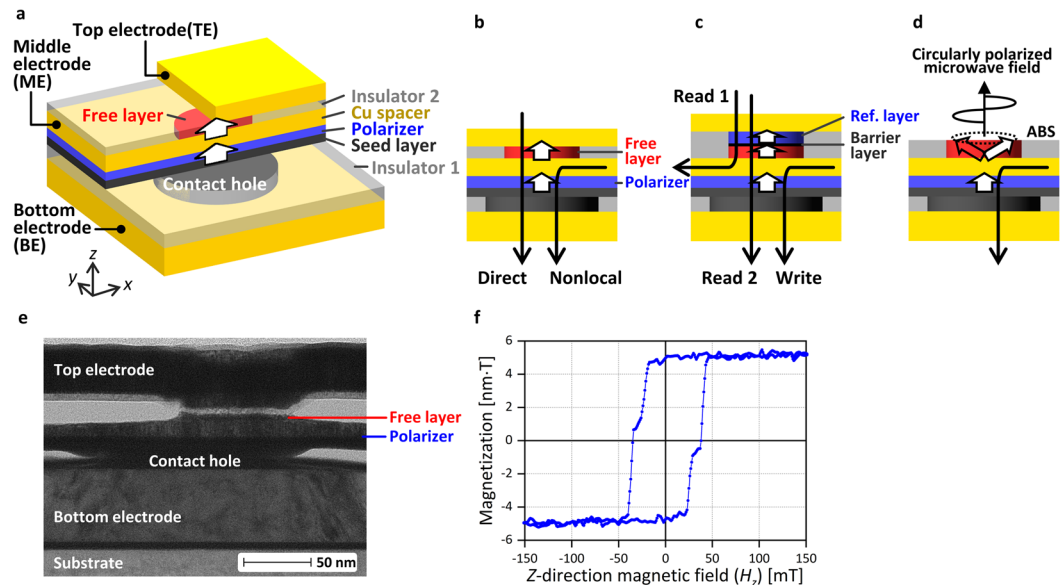 a
Top electrode(TE)
Middle
electrode
(ME)
Free layer
Insulator 2
Cu spacer
Polarizer
Seed layer
Insulator 1
Contact hole
Bottom
electrode
(BE)
z
y
x
b
Free
layer
Polarizer
Direct
Nonlocal
c
Read 1
Ref. layer
Barrier
layer
Read 2
Write
d
Circularly polarized
microwave field
ABS
e
Top electrode
Free layer
Polarizer
Contact hole
Bottom electrode
Substrate
50 nm
f
Magnetization [nm·T]
6
4
2
0
-2
-4
-6
-150
-100
-50
0
50
100
150
Z-direction magnetic field (Hz) [mT]